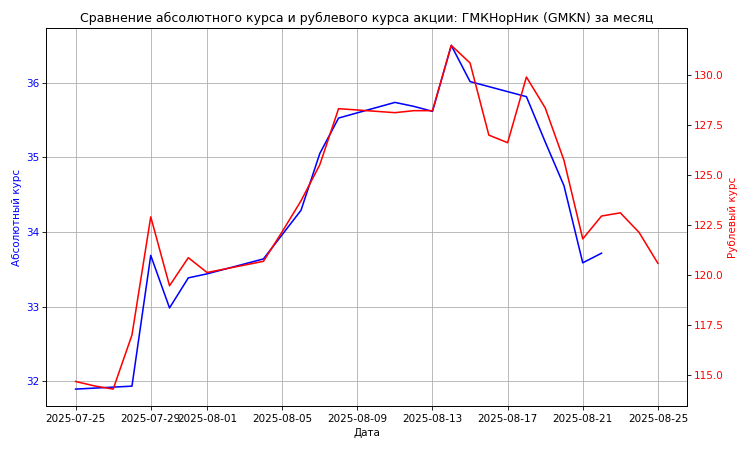 Сравнение абсолютного курса и рублевого курса акции: ГМКНорНик (GMKN) за месяц
Абсолютный курс
36
35
34
33
32
130.0
127.5
125.0
122.5
120.0
117.5
115.0
Рублевый курс
2025-07-25 2025-07-29 2025-08-01 2025-08-05 2025-08-09 2025-08-13 2025-08-17 2025-08-21 2025-08-25
Дата